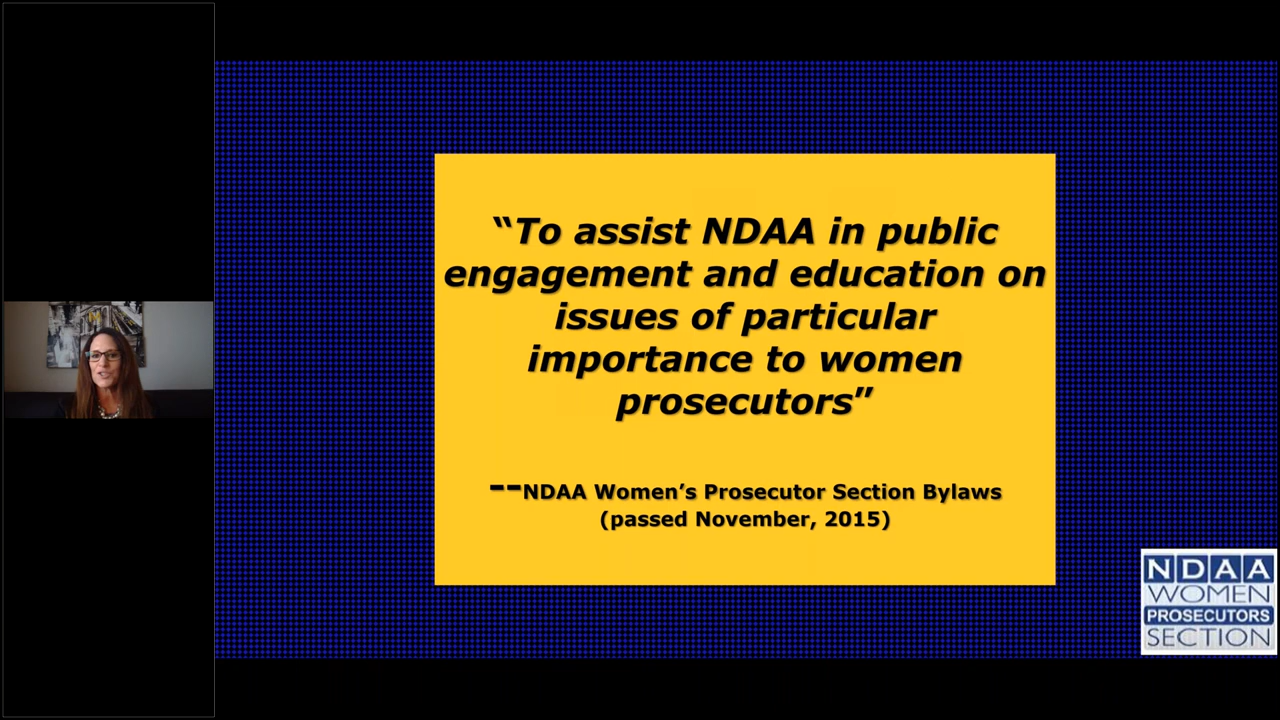 “To assist NDAA in public
engagement and education on
issues of particular
importance to women
prosecutors”
--NDAA Women’s Prosecutor Section Bylaws
(passed November, 2015)
NDAA
WOMEN
PROSECUTORS
SECTION